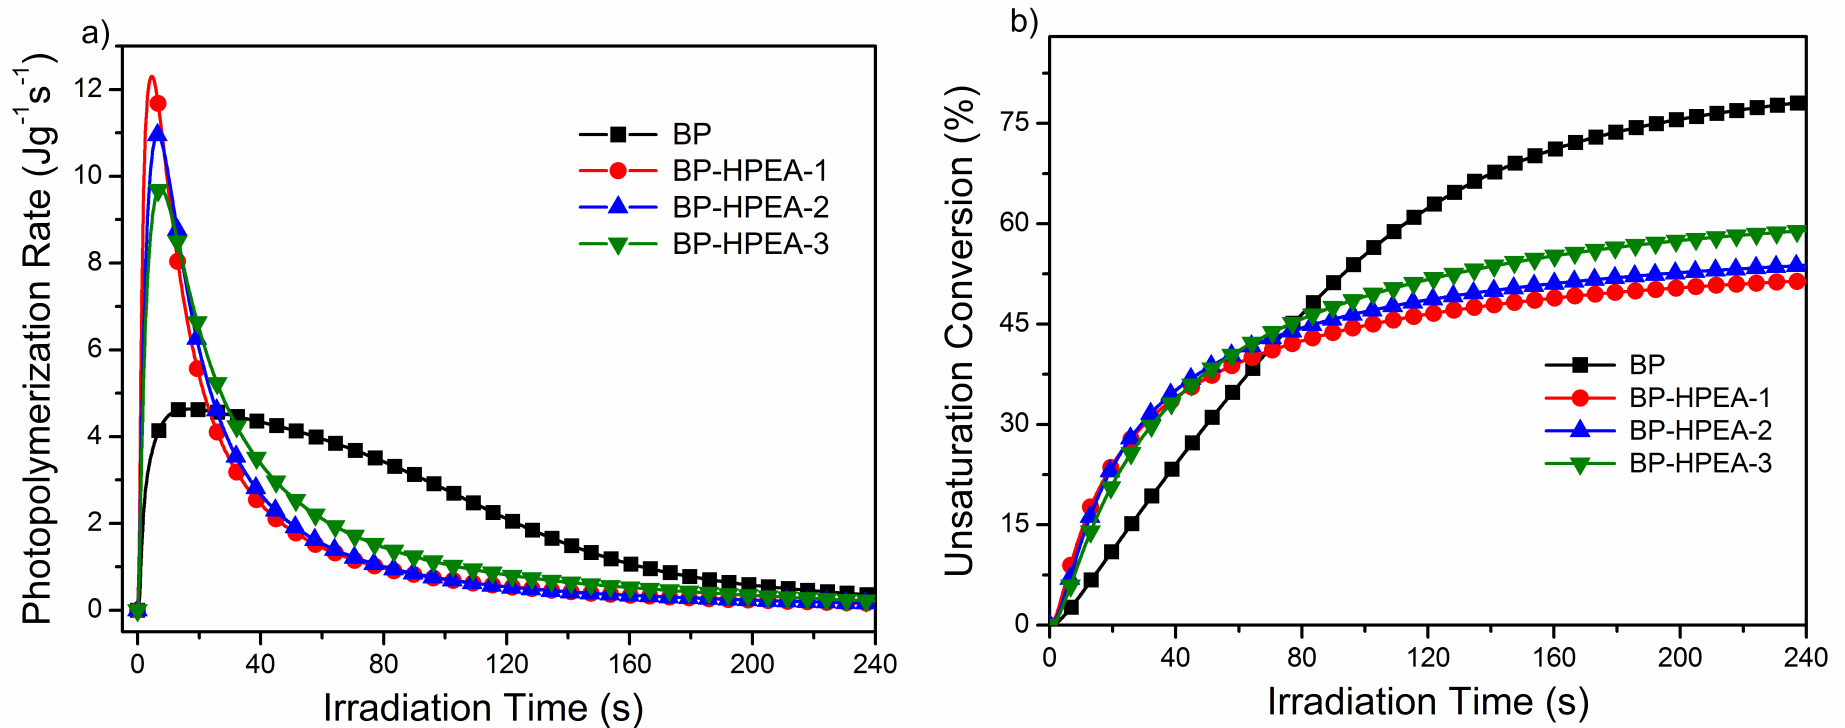 a)
Photopolymerization Rate (Jg⁻¹s⁻¹)
12
10
8
6
4
2
0
0 40 80 120 160 200 240
Irradiation Time (s)
BP
BP-HPEA-1
BP-HPEA-2
BP-HPEA-3
b)
Unsaturation Conversion (%)
75
60
45
30
15
0
0 40 80 120 160 200 240
Irradiation Time (s)
BP
BP-HPEA-1
BP-HPEA-2
BP-HPEA-3